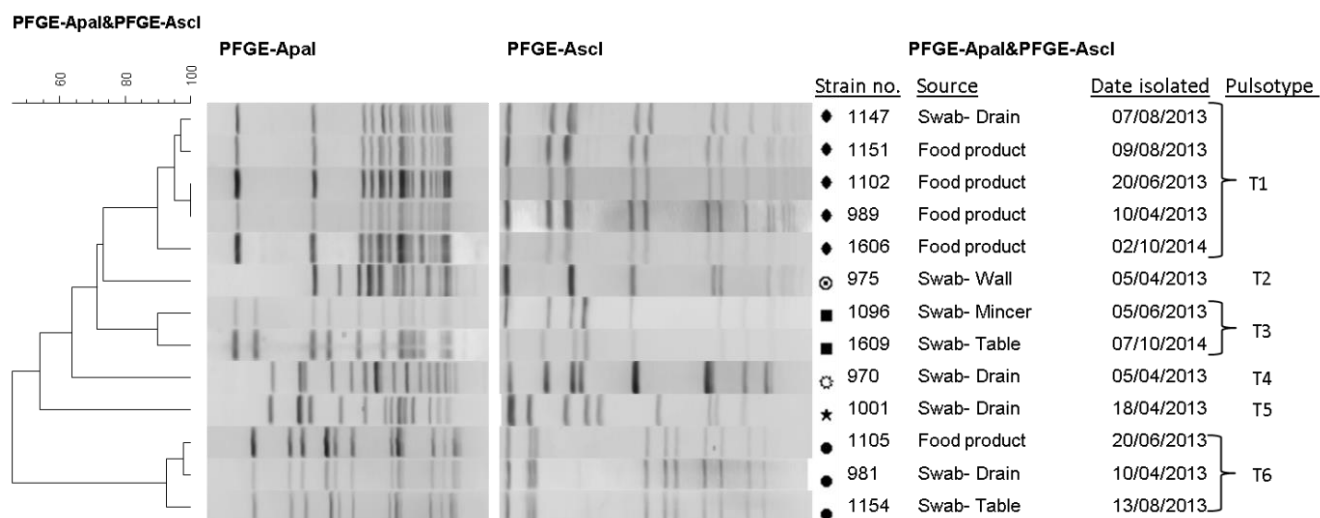 PFGE-ApaI&PFGE-AscI
PFGE-ApaI PFGE-AscI PFGE-ApaI&PFGE-AscI
60 80 100
Strain no. Source Date isolated Pulsotype
1147 Swab- Drain 07/08/2013
1151 Food product 09/08/2013
1102 Food product 20/06/2013 T1
989 Food product 10/04/2013
1606 Food product 02/10/2014
975 Swab- Wall 05/04/2013 T2
1096 Swab- Mincer 05/06/2013
T3
1609 Swab- Table 07/10/2014
970 Swab- Drain 05/04/2013 T4
1001 Swab- Drain 18/04/2013 T5
1105 Food product 20/06/2013
981 Swab- Drain 10/04/2013 T6
1154 Swab- Table 13/08/2013